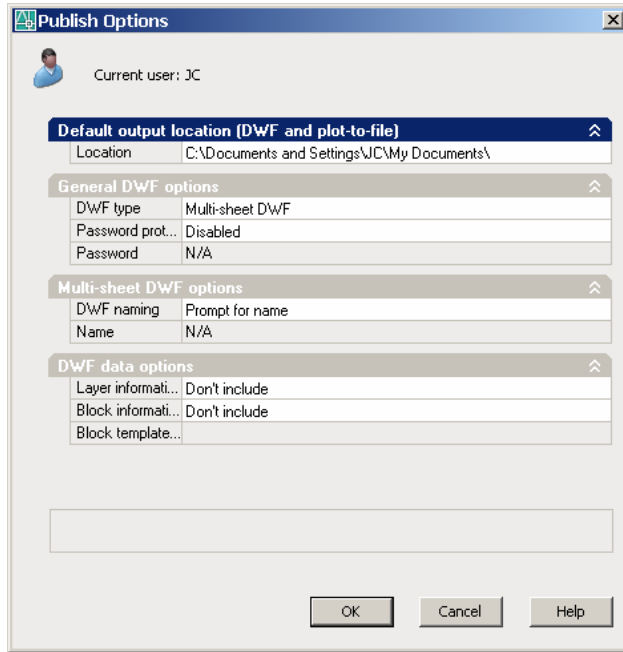 Publish Options
Current user: JC
Default output location (DWF and plot-to-file)
Location C:\Documents and Settings\JC\My Documents\
General DWF options
DWF type Multi-sheet DWF
Password prot... Disabled
Password N/A
Multi-sheet DWF options
DWF naming Prompt for name
Name N/A
DWF data options
Layer informati... Don't include
Block informati... Don't include
Block template...
OK Cancel Help